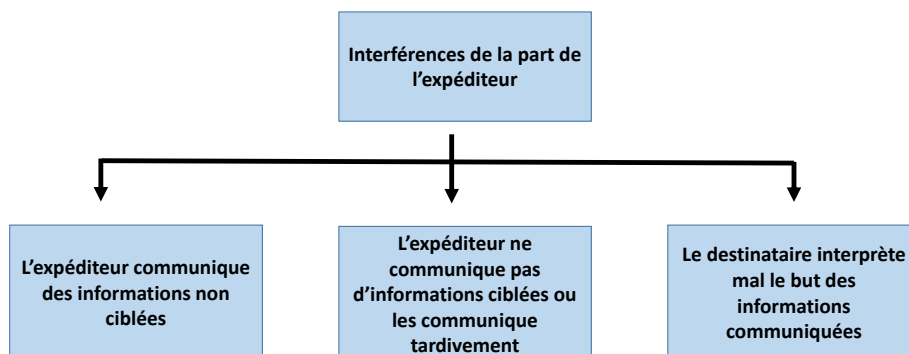 Interférences de la part de
l’expéditeur
L’expéditeur communique
des informations non
ciblées
L’expéditeur ne
communique pas
d’informations ciblées ou
les communique
tardivement
Le destinataire interprète
mal le but des
informations
communiquées